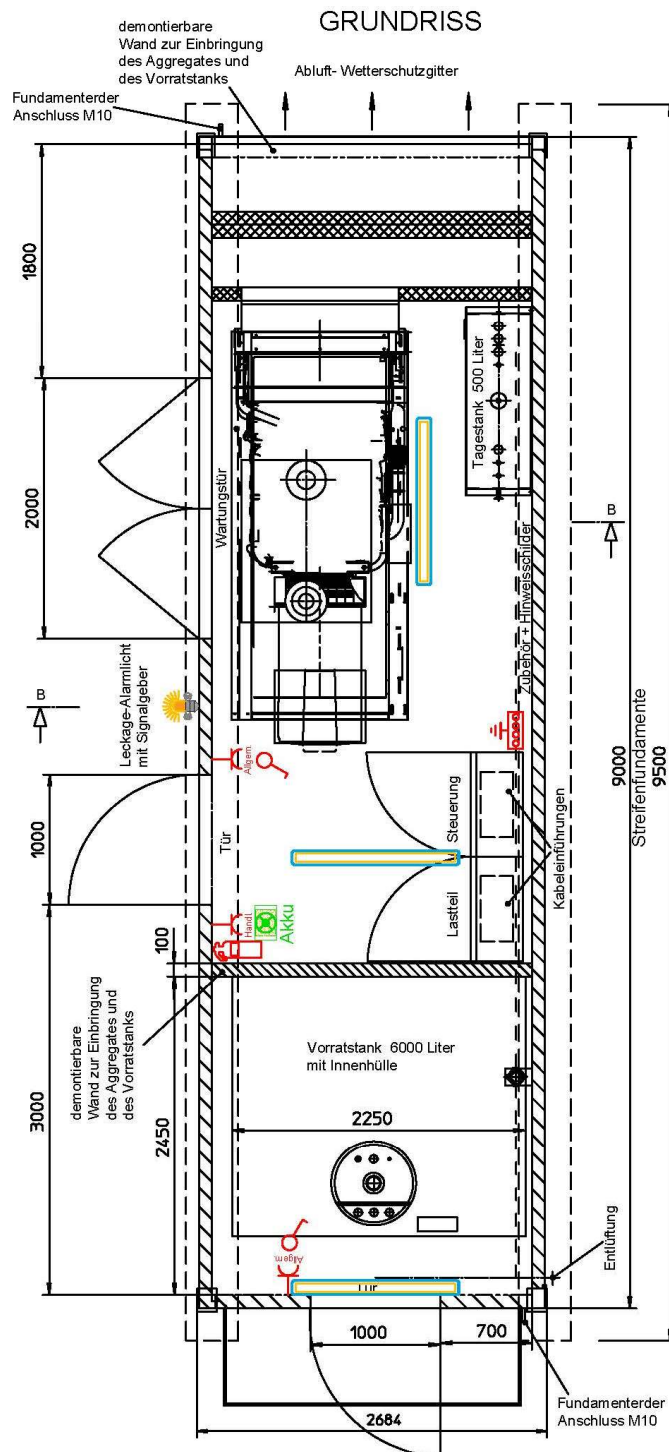 GRUNDRISS
demontierbare
Wand zur Einbringung
des Aggregates und
des Vorratstanks
Abluft- Wetterschutzgitter
Fundamenterder
Anschluss M10
1800
2000
Wartungstür
Tagestank 500 Liter
B
B
Zubehör + Hinweisschilder
Leckage-Alarmlicht
mit Signalgeber
Allgem.
9000
Streifenfundamente
9500
1000
Tür
Steuerung
Lastteil
Kabeleinführungen
Handl.
Akku
100
demontierbare
Wand zur Einbringung
des Aggregates und
des Vorratstanks
Vorratstank 6000 Liter
mit Innenhülle
3000
2450
2250
Allgem.
Entlüftung
Tür
1000
700
2684
Fundamenterder
Anschluss M10